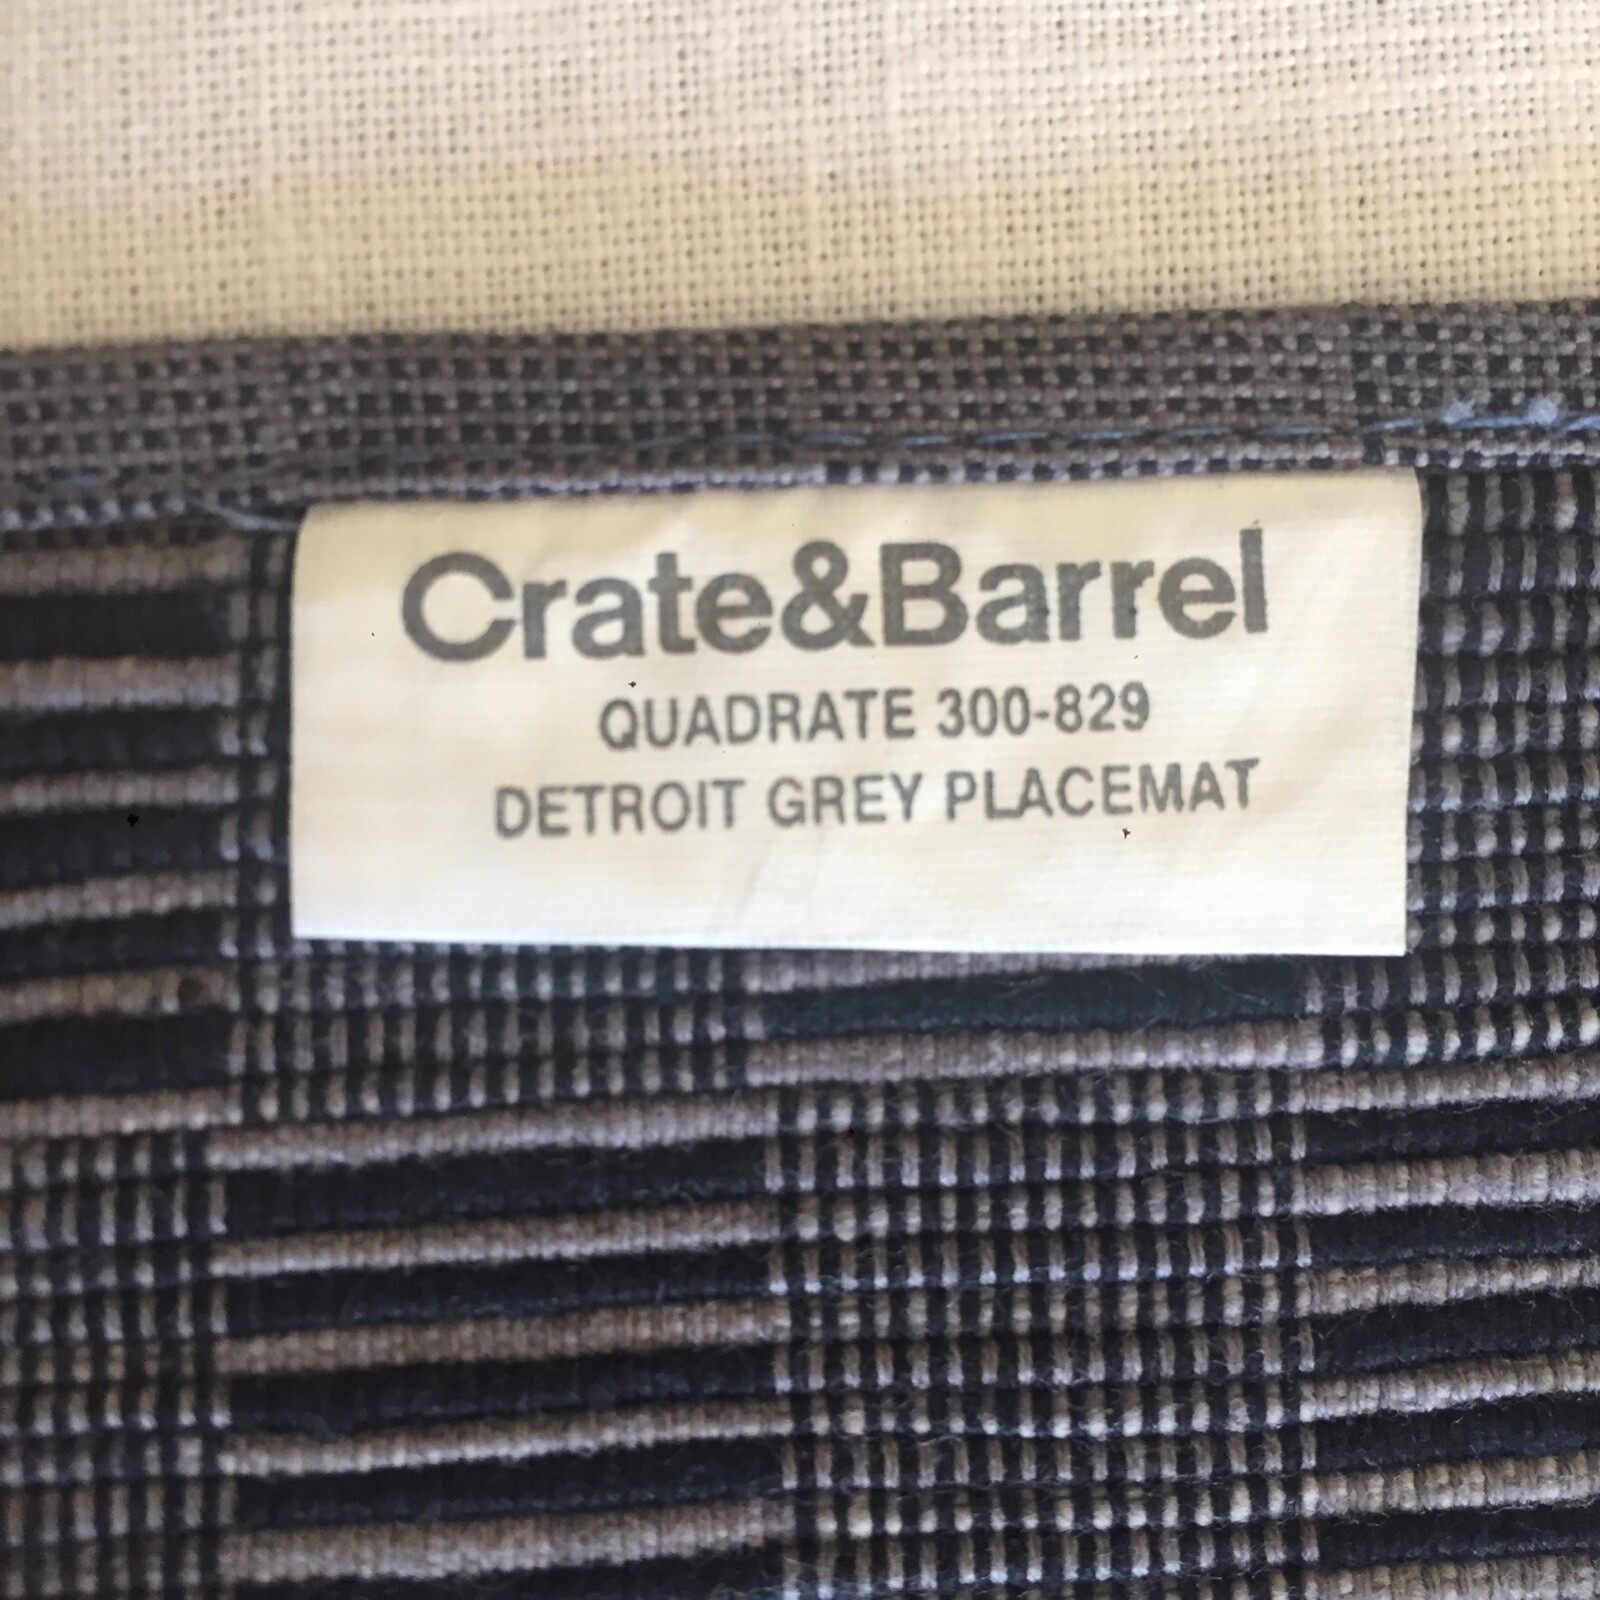 Crate&Barrel
QUADRATE 300-829
DETROIT GREY PLACEMAT